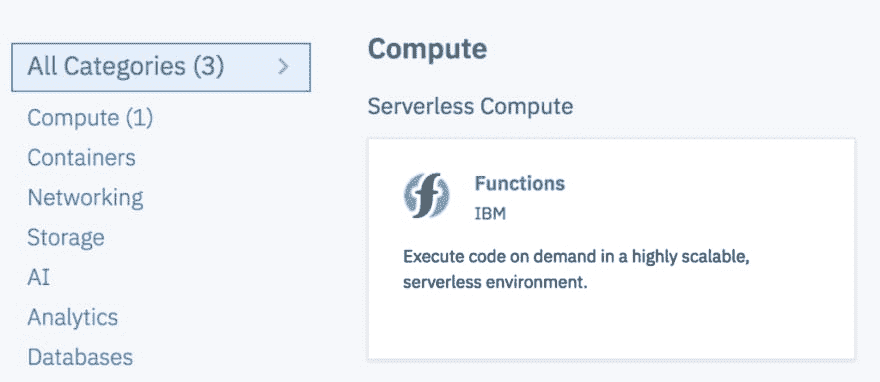 All Categories (3)
Compute (1)
Containers
Networking
Storage
AI
Analytics
Databases
Compute
Serverless Compute
Functions
IBM
Execute code on demand in a highly scalable,
serverless environment.